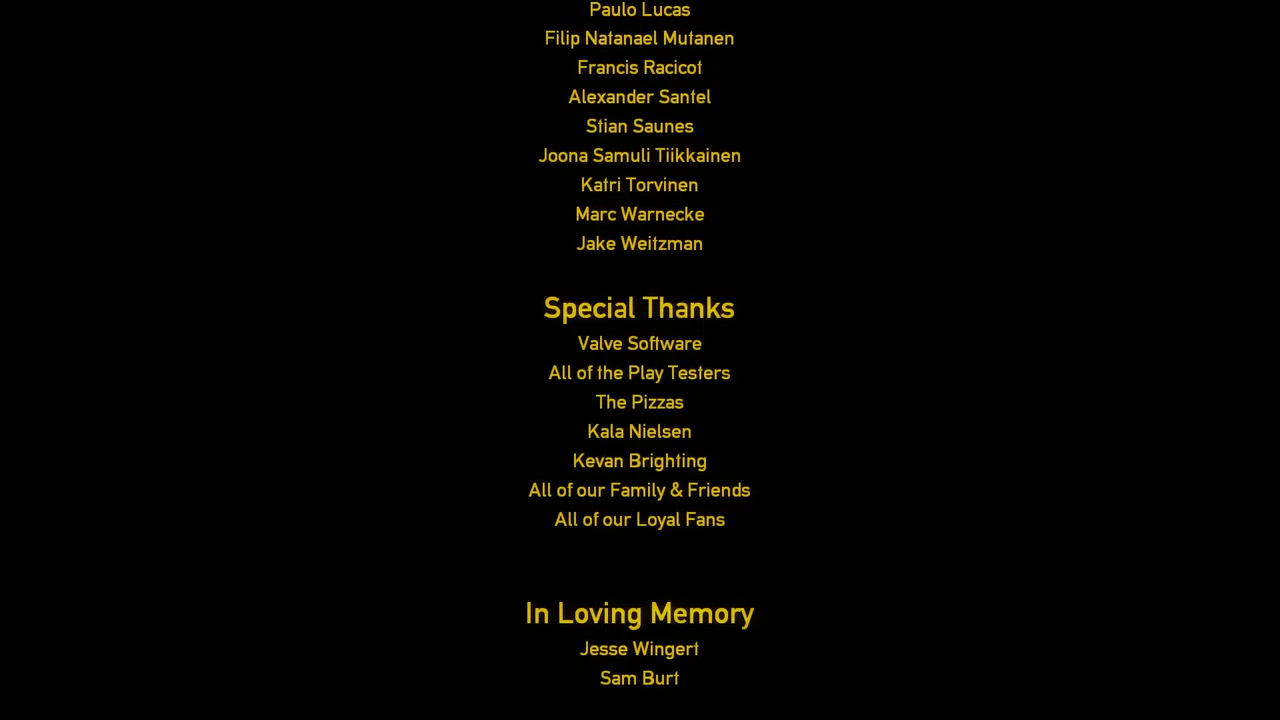 Paulo Lucas
Filip Natanael Mutanen
Francis Racicot
Alexander Santel
Stian Saunes
Joona Samuli Tiikkainen
Katri Torvinen
Marc Warnecke
Jake Weitzman
Special Thanks
Valve Software
All of the Play Testers
The Pizzas
Kala Nielsen
Kevan Brighting
All of our Family & Friends
All of our Loyal Fans
In Loving Memory
Jesse Wingert
Sam Burt